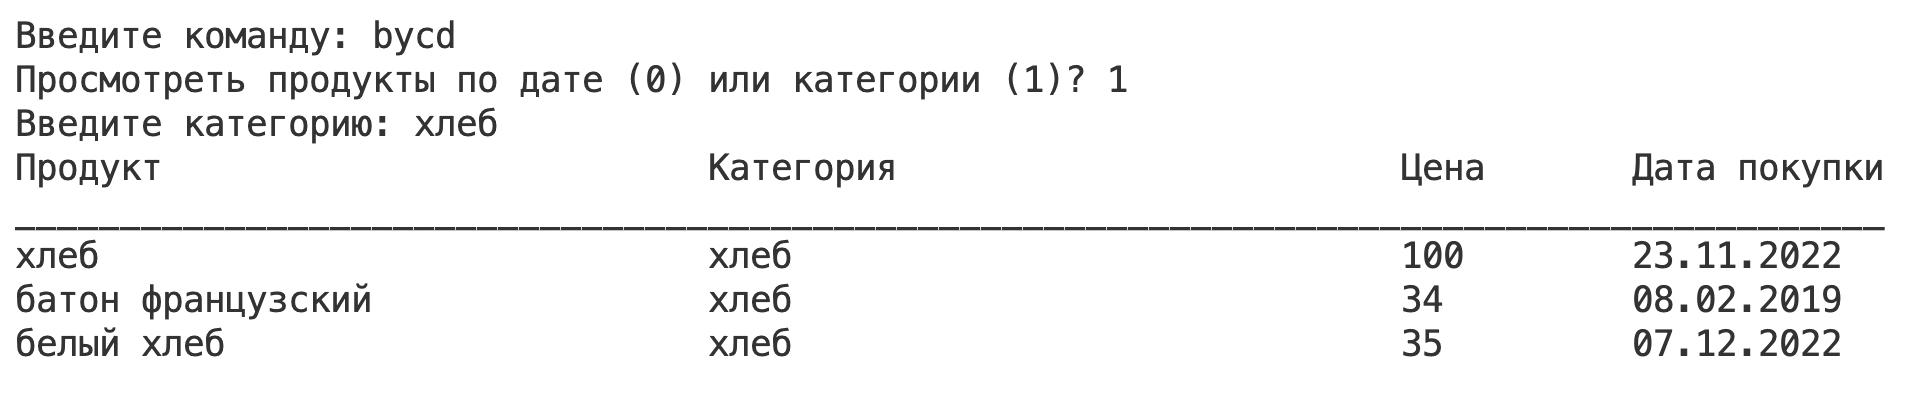 Введите команду: bycd
Просмотреть продукты по дате (0) или категории (1)? 1
Введите категорию: хлеб
Продукт Категория Цена Дата покупки
_________________________________________________________________________________________
хлеб хлеб 100 23.11.2022
батон французский хлеб 34 08.02.2019
белый хлеб хлеб 35 07.12.2022